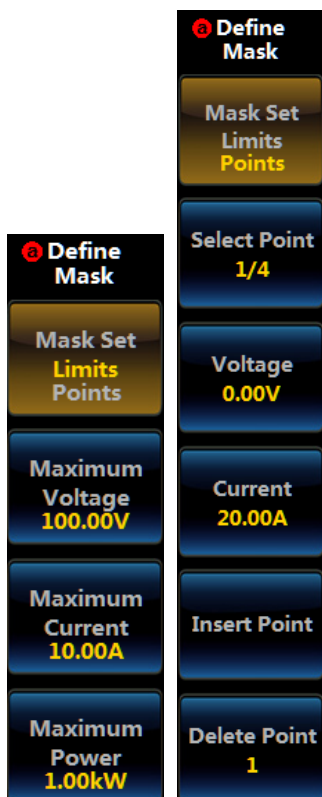 a Define
Mask
Mask Set
Limits
Points
Maximum
Voltage
100.00V
Maximum
Current
10.00A
Maximum
Power
1.00kW
a Define
Mask
Mask Set
Limits
Points
Select Point
1/4
Voltage
0.00V
Current
20.00A
Insert Point
Delete Point
1